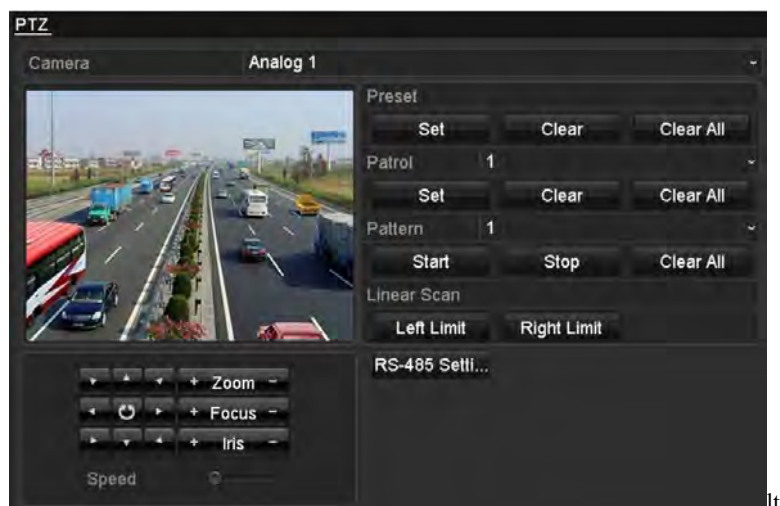 PTZ
Camera Analog 1
Preset
Set Clear Clear All
Patrol 1
Set Clear Clear All
Pattern 1
Start Stop Clear All
Linear Scan
Left Limit Right Limit
RS-485 Setti...
+ Zoom -
+ Focus -
+ Iris -
Speed
lt